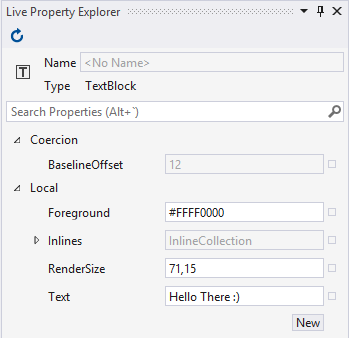 Live Property Explorer
T
Name <No Name>
Type TextBlock
Search Properties (Alt+`)
Coercion
BaselineOffset 12
Local
Foreground #FFFF0000
Inlines InlineCollection
RenderSize 71,15
Text Hello There :)
New